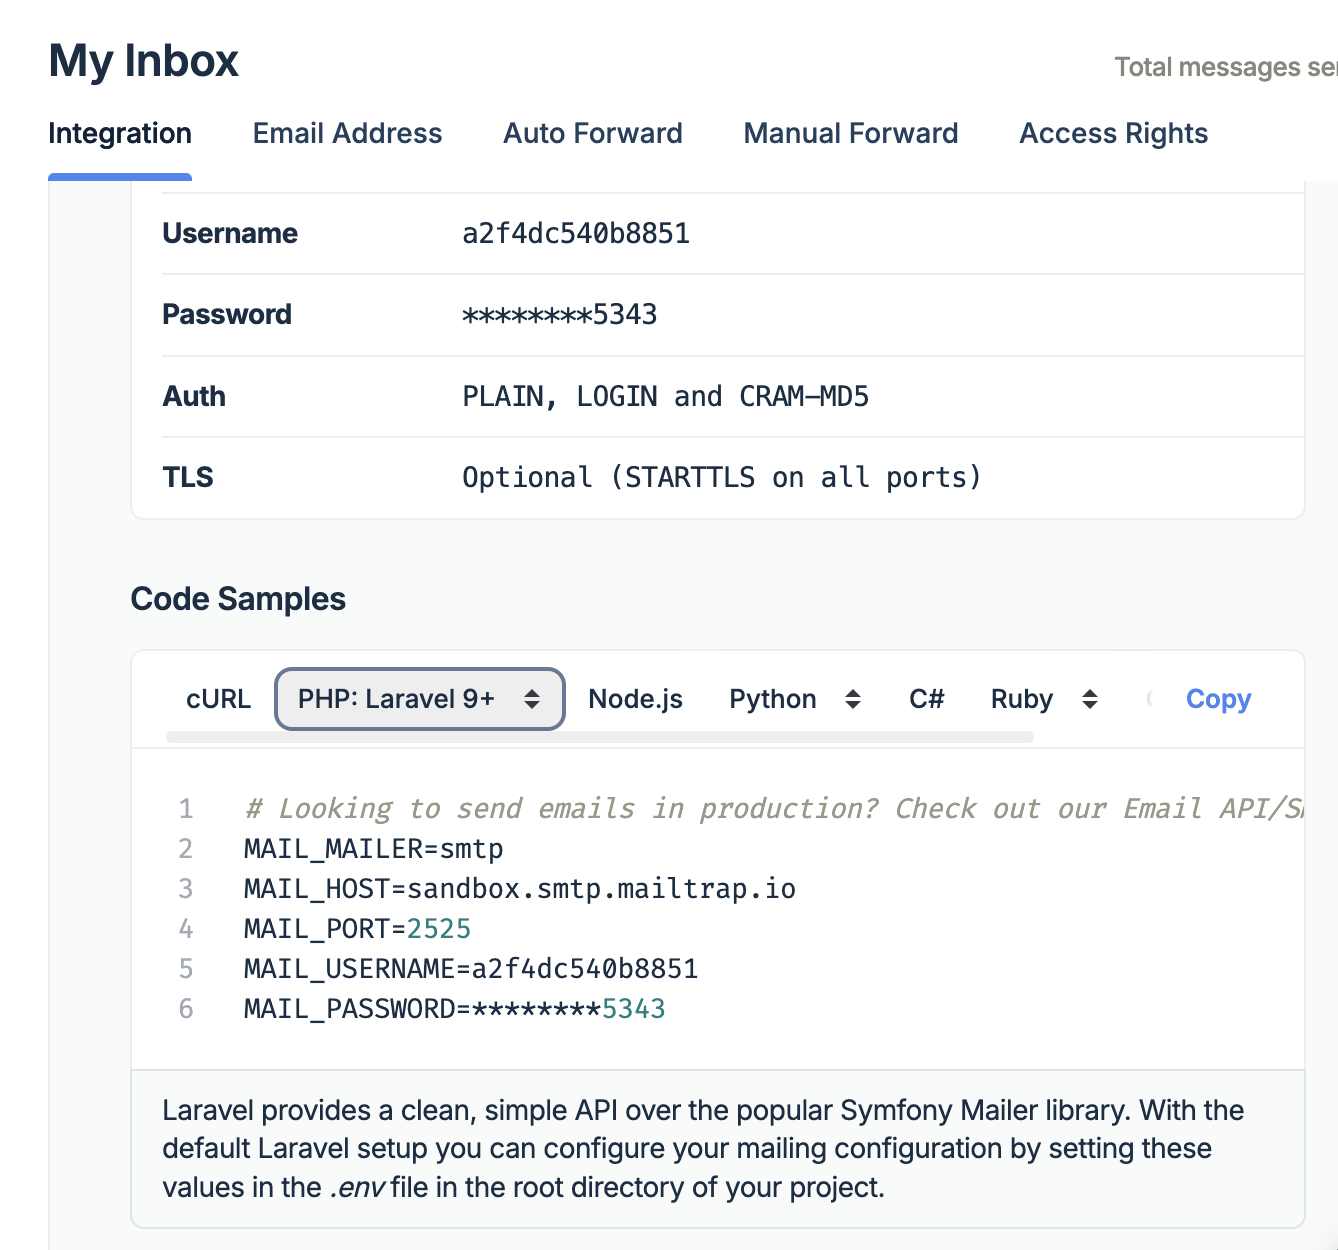 My Inbox
Total messages
Integration Email Address Auto Forward Manual Forward Access Rights
Username a2f4dc540b8851
Password ********5343
Auth PLAIN, LOGIN and CRAM-MD5
TLS Optional (STARTTLS on all ports)
Code Samples
cURL PHP: Laravel 9+ Node.js Python C# Ruby Copy
1 # Looking to send emails in production? Check out our Email API/
2 MAIL_MAILER=smtp
3 MAIL_HOST=sandbox.smtp.mailtrap.io
4 MAIL_PORT=2525
5 MAIL_USERNAME=a2f4dc540b8851
6 MAIL_PASSWORD=********5343
Laravel provides a clean, simple API over the popular Symfony Mailer library. With the
default Laravel setup you can configure your mailing configuration by setting these
values in the .env file in the root directory of your project.